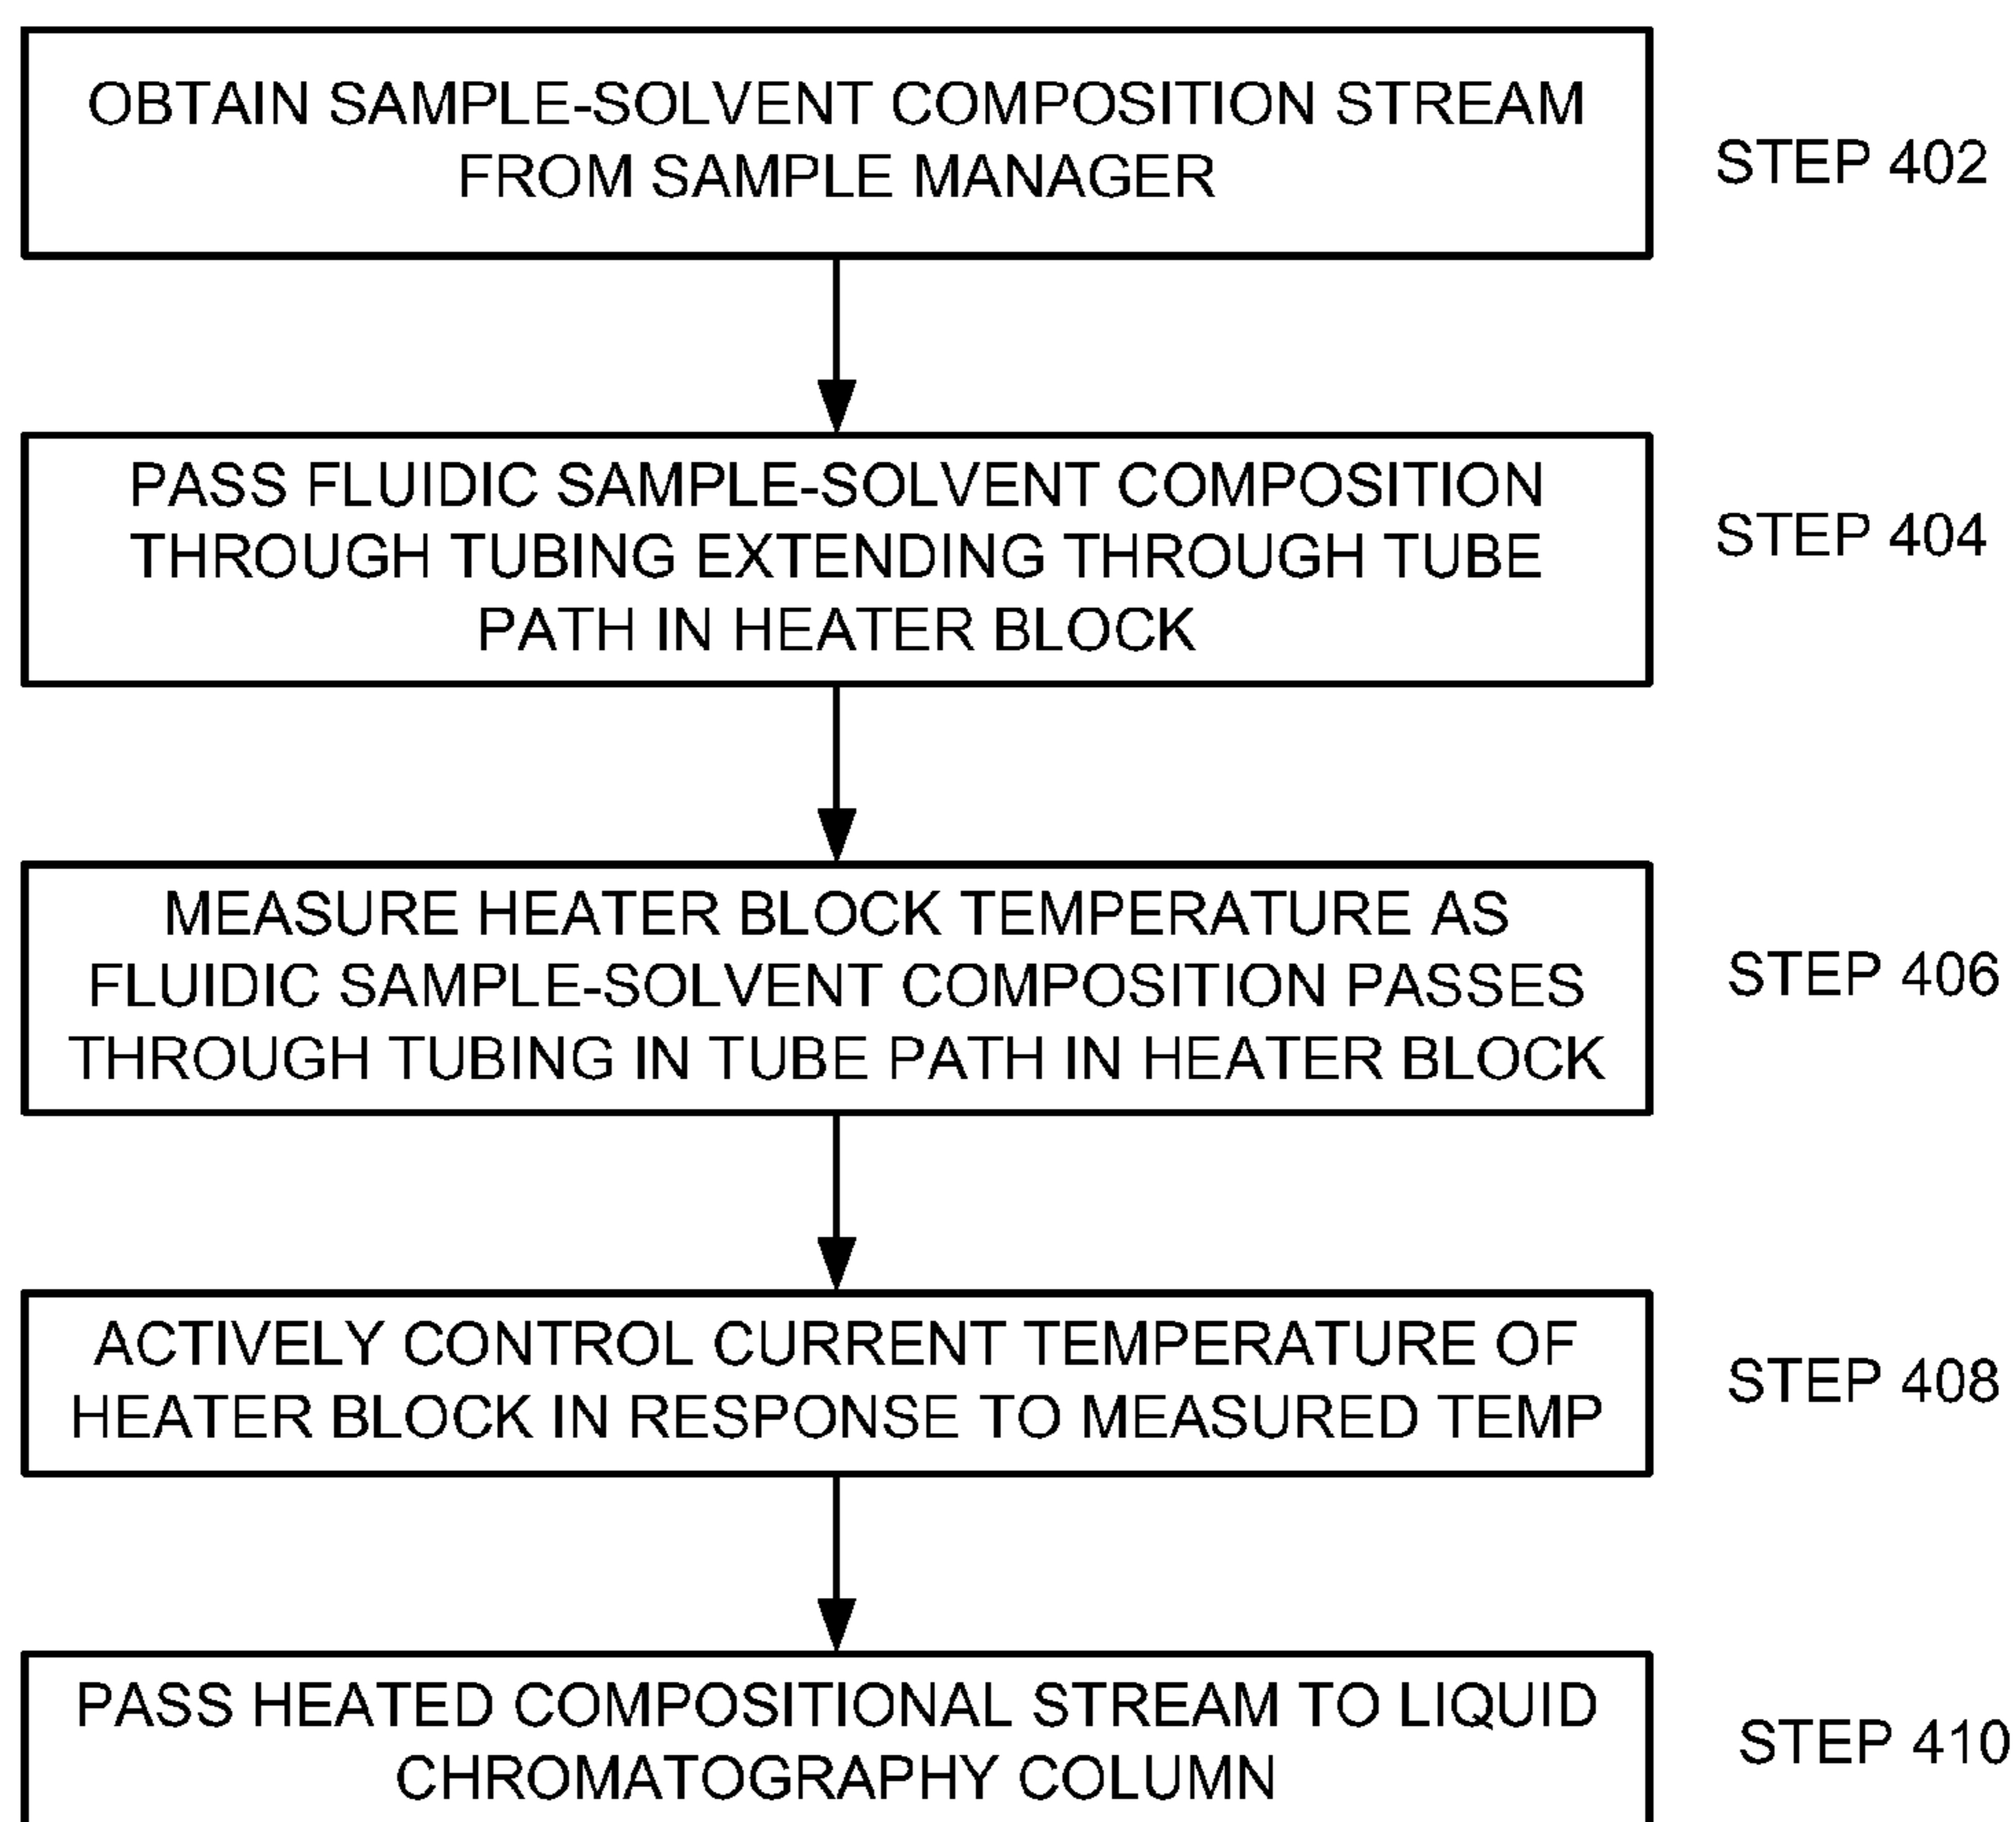 OBTAIN SAMPLE-SOLVENT COMPOSITION STREAM
FROM SAMPLE MANAGER
STEP 402
PASS FLUIDIC SAMPLE-SOLVENT COMPOSITION
THROUGH TUBING EXTENDING THROUGH TUBE
PATH IN HEATER BLOCK
STEP 404
MEASURE HEATER BLOCK TEMPERATURE AS
FLUIDIC SAMPLE-SOLVENT COMPOSITION PASSES
THROUGH TUBING IN TUBE PATH IN HEATER BLOCK
STEP 406
ACTIVELY CONTROL CURRENT TEMPERATURE OF
HEATER BLOCK IN RESPONSE TO MEASURED TEMP
STEP 408
PASS HEATED COMPOSITIONAL STREAM TO LIQUID
CHROMATOGRAPHY COLUMN
STEP 410